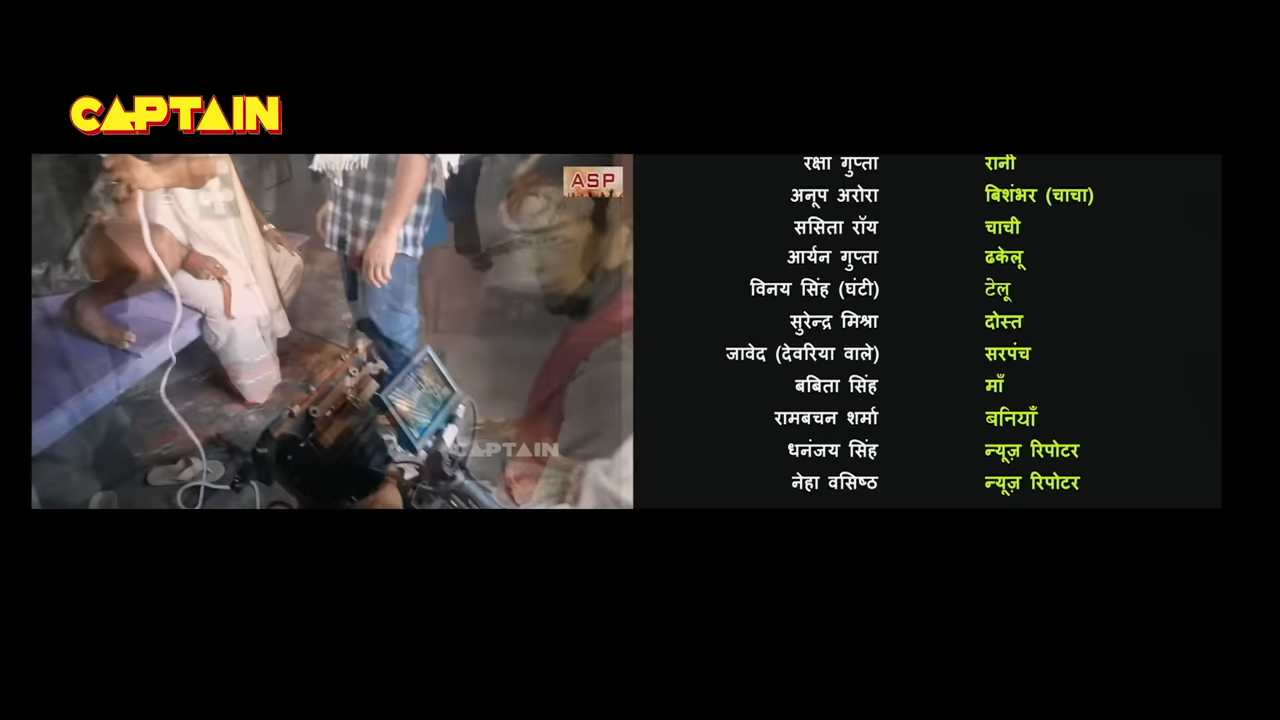 CAPTAIN
ASP
CAPTAIN
रक्षा गुप्ता रानी
अनूप अरोरा बिशंभर (चाचा)
ससिता रॉय चाची
आर्यन गुप्ता ढकेलू
विनय सिंह (घंटी) टेलू
सुरेन्द्र मिश्रा दोस्त
जावेद (देवरिया वाले) सरपंच
बबिता सिंह माँ
रामबचन शर्मा बनियाँ
धनंजय सिंह न्यूज़ रिपोटर
नेहा वसिष्ठ न्यूज़ रिपोटर